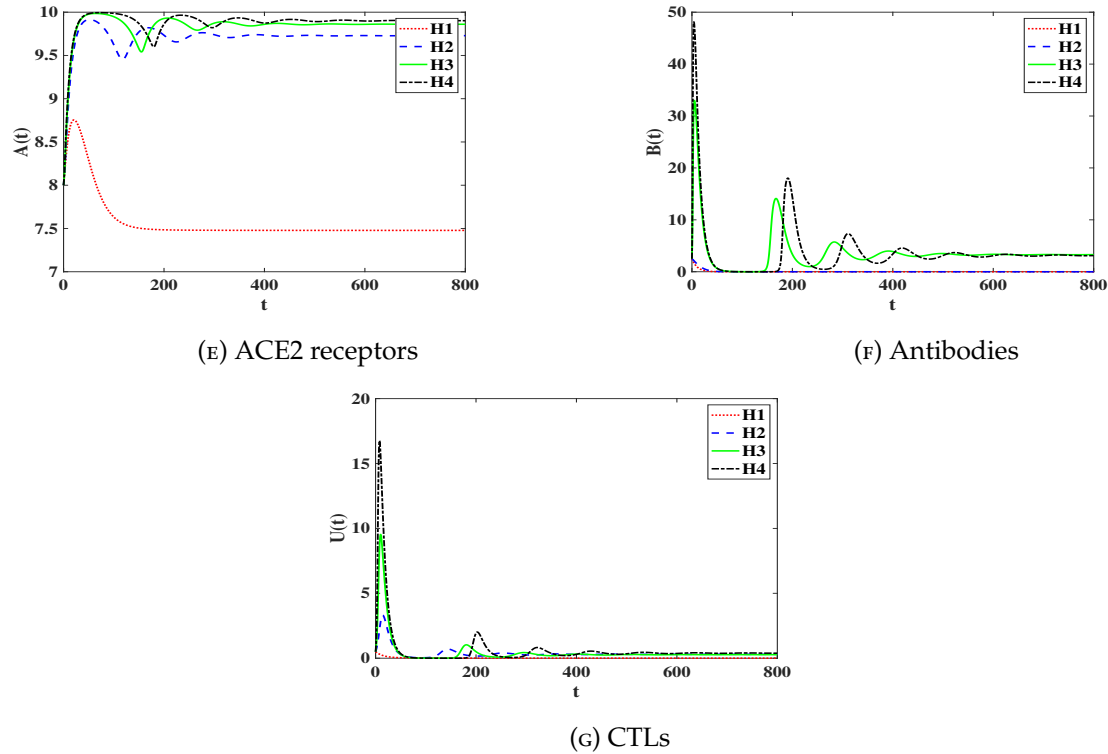 10
9.5
9
8.5
8
7.5
7
A(t)
0
200
400
600
800
t
H1
H2
H3
H4
(E) ACE2 receptors
50
40
30
20
10
0
B(t)
0
200
400
600
800
t
H1
H2
H3
H4
(F) Antibodies
20
15
10
5
0
U(t)
0
200
400
600
800
t
H1
H2
H3
H4
(G) CTLs